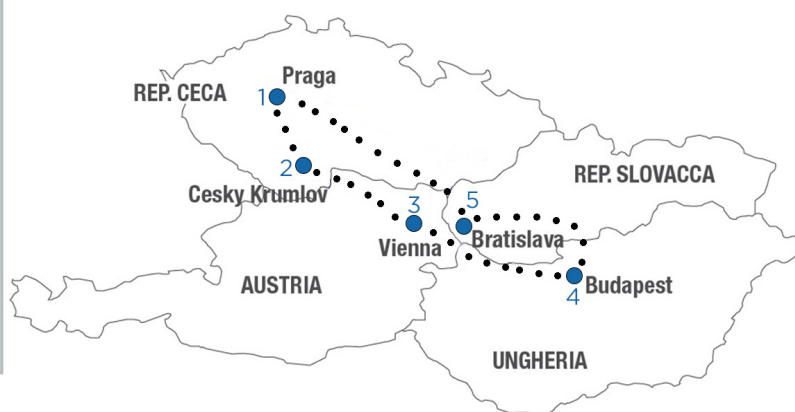 Praga
REP. CECA
1
2
Cesky Krumlov
REP. SLOVACCA
3
5
Vienna
Bratislava
AUSTRIA
Budapest
4
UNGHERIA